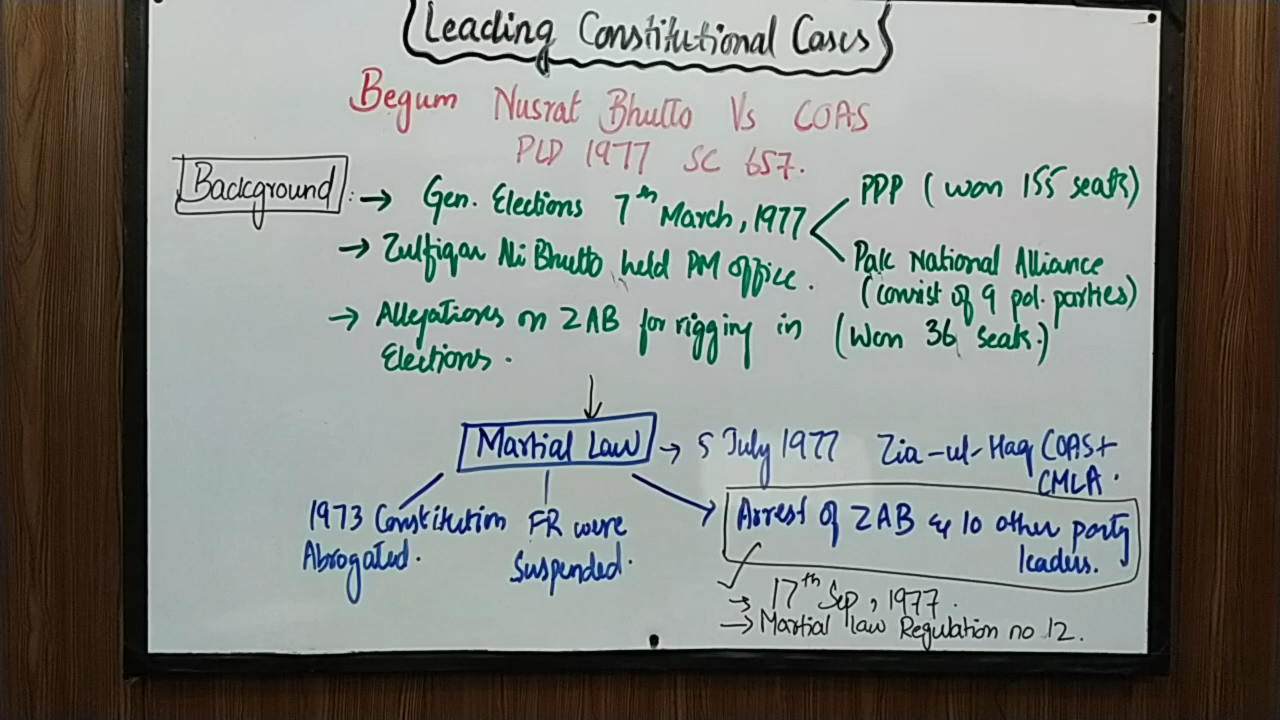 Leading Constitutional Cases
Begum Nusrat Bhutto Vs COAS
PLD 1977 SC 657.
Background :
→ Gen. Elections 7th March, 1977
PPP (won 155 seats)
Pak National Alliance
(consist of 9 pol. parties)
(Won 36 seats.)
→ Zulfiqar Ali Bhutto held PM office.
→ Allegations on ZAB for rigging in
Elections.
Martial Law → 5 July 1977 Zia-ul-Haq COAS+
CMLA.
1973 Constitution
Abrogated.
FR were
Suspended.
Arrest of ZAB & 10 other party
leaders.
→ 17th Sep, 1977.
→ Martial law Regulation no 12.